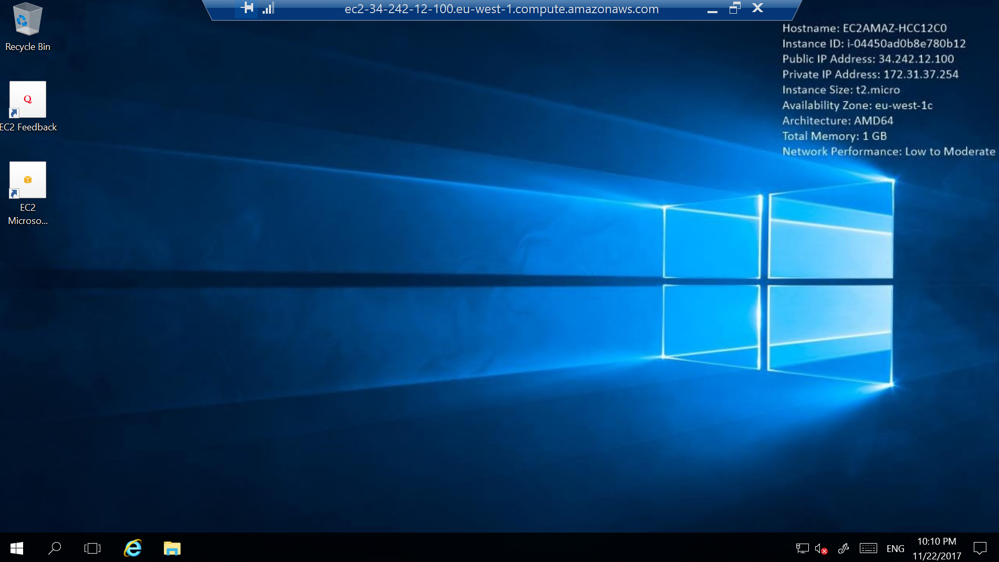 ec2-34-242-12-100.eu-west-1.compute.amazonaws.com
Hostname: EC2AMAZ-HCC12C0
Instance ID: i-04450ad0b8e780b12
Public IP Address: 34.242.12.100
Private IP Address: 172.31.37.254
Instance Size: t2.micro
Availability Zone: eu-west-1c
Architecture: AMD64
Total Memory: 1 GB
Network Performance: Low to Moderate
Recycle Bin
Q
EC2 Feedback
EC2
Microso...
ENG
10:10 PM
11/22/2017